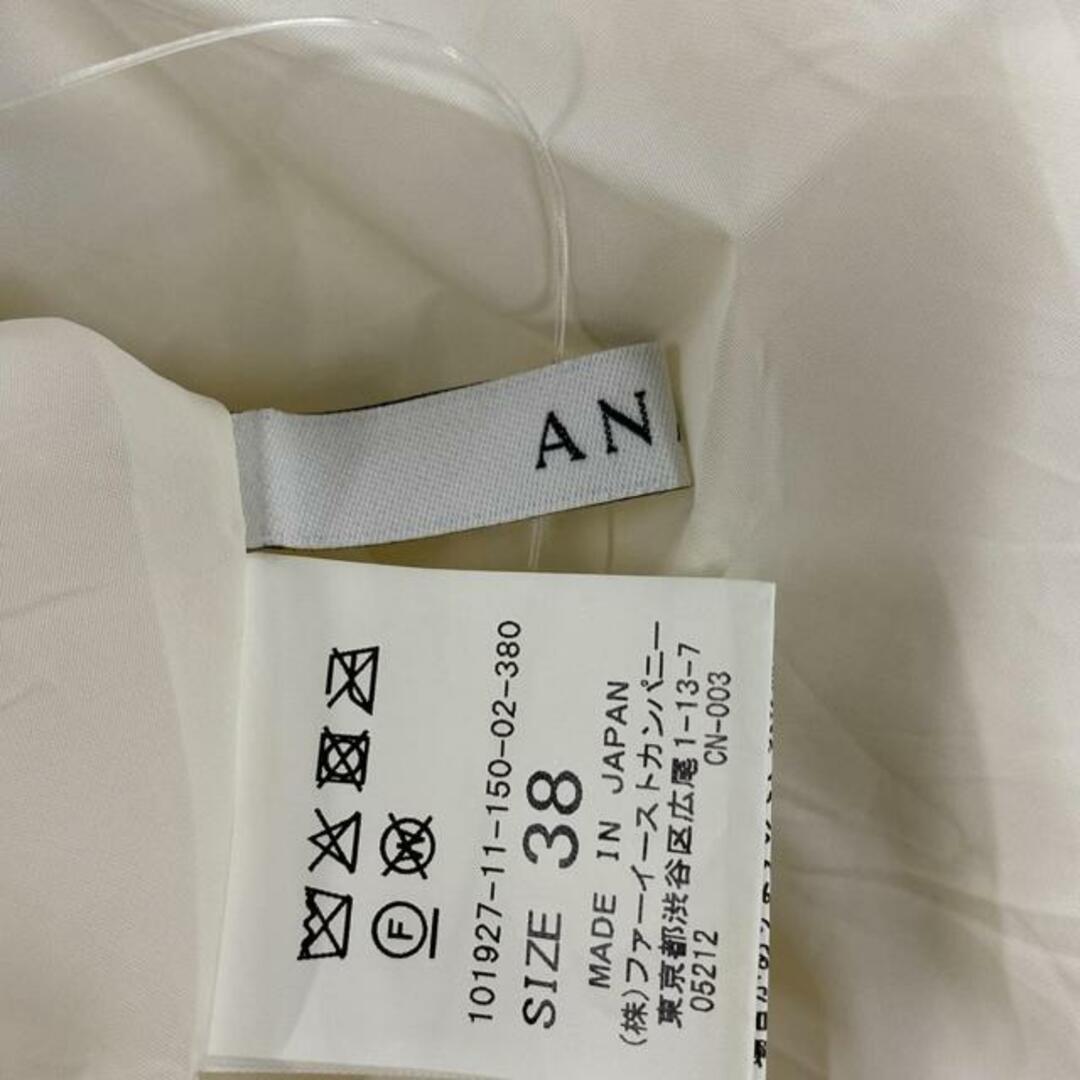 AN
101927-11-150-02-380
SIZE 38
MADE IN JAPAN
(株)ファーイーストカンパニー
東京都渋谷区広尾1-13-7
05212 CN-003
F
W